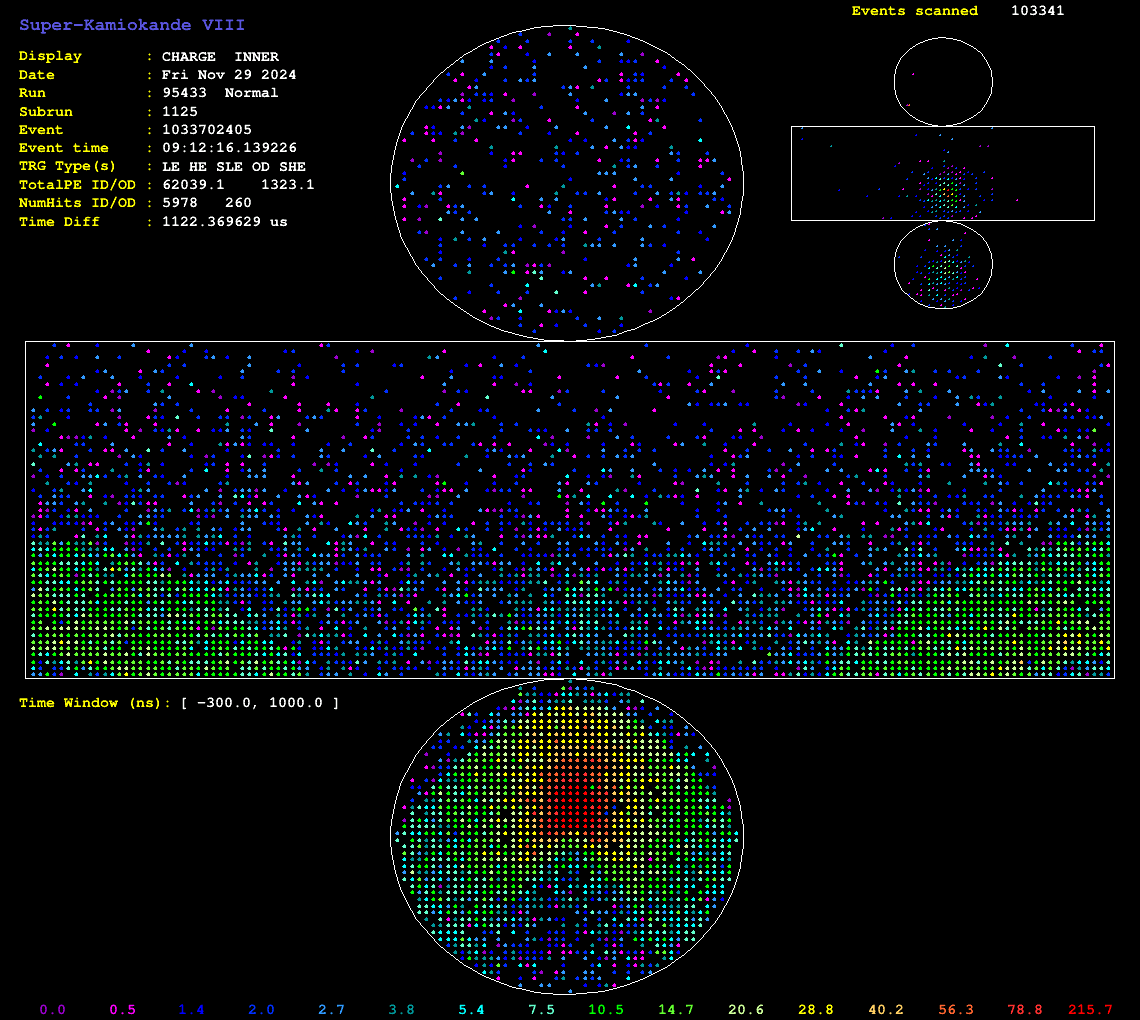 Super-Kamiokande VIII
Events scanned 103341
Display : CHARGE INNER
Date : Fri Nov 29 2024
Run : 95433 Normal
Subrun : 1125
Event : 1033702405
Event time : 09:12:16.139226
TRG Type(s) : LE HE SLE OD SHE
TotalPE ID/OD : 62039.1 1323.1
NumHits ID/OD : 5978 260
Time Diff : 1122.369629 us
Time Window (ns): [ -300.0, 1000.0 ]
0.0 0.5 1.4 2.0 2.7 3.8 5.4 7.5 10.5 14.7 20.6 28.8 40.2 56.3 78.8 215.7